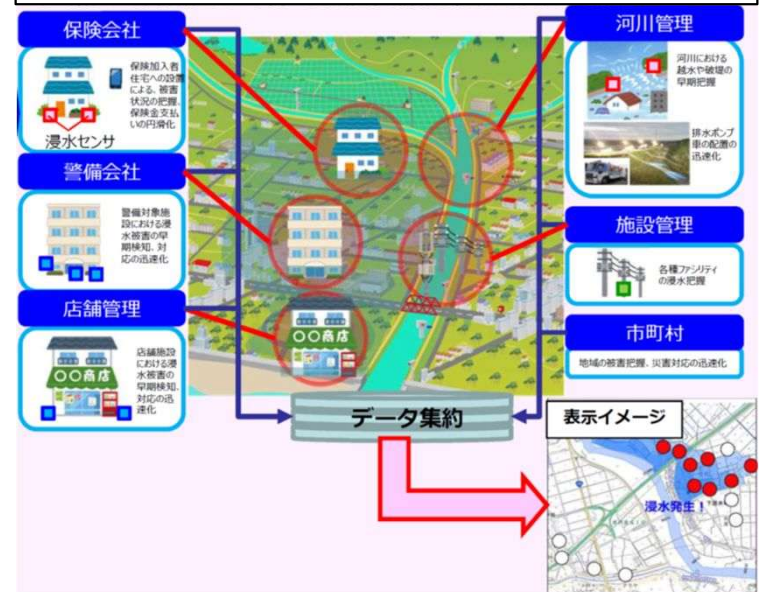 保険会社
保険加入者
住宅への設置
による、被害
状況の把握、
保険金支払
いの円滑化
浸水センサ
警備会社
警備対象施
設における浸
水被害の早
期検知、対
応の迅速化
店舗管理
〇〇商店
店舗施設
における浸
水被害の
早期検知、
対応の迅
速化
〇〇商店
河川管理
河川における
越水や破堤の
早期把握
排水ポンプ
車の配置の
迅速化
施設管理
各種ファシリティ
の浸水把握
市町村
地域の被害把握、災害対応の迅速化
データ集約
表示イメージ
浸水発生!